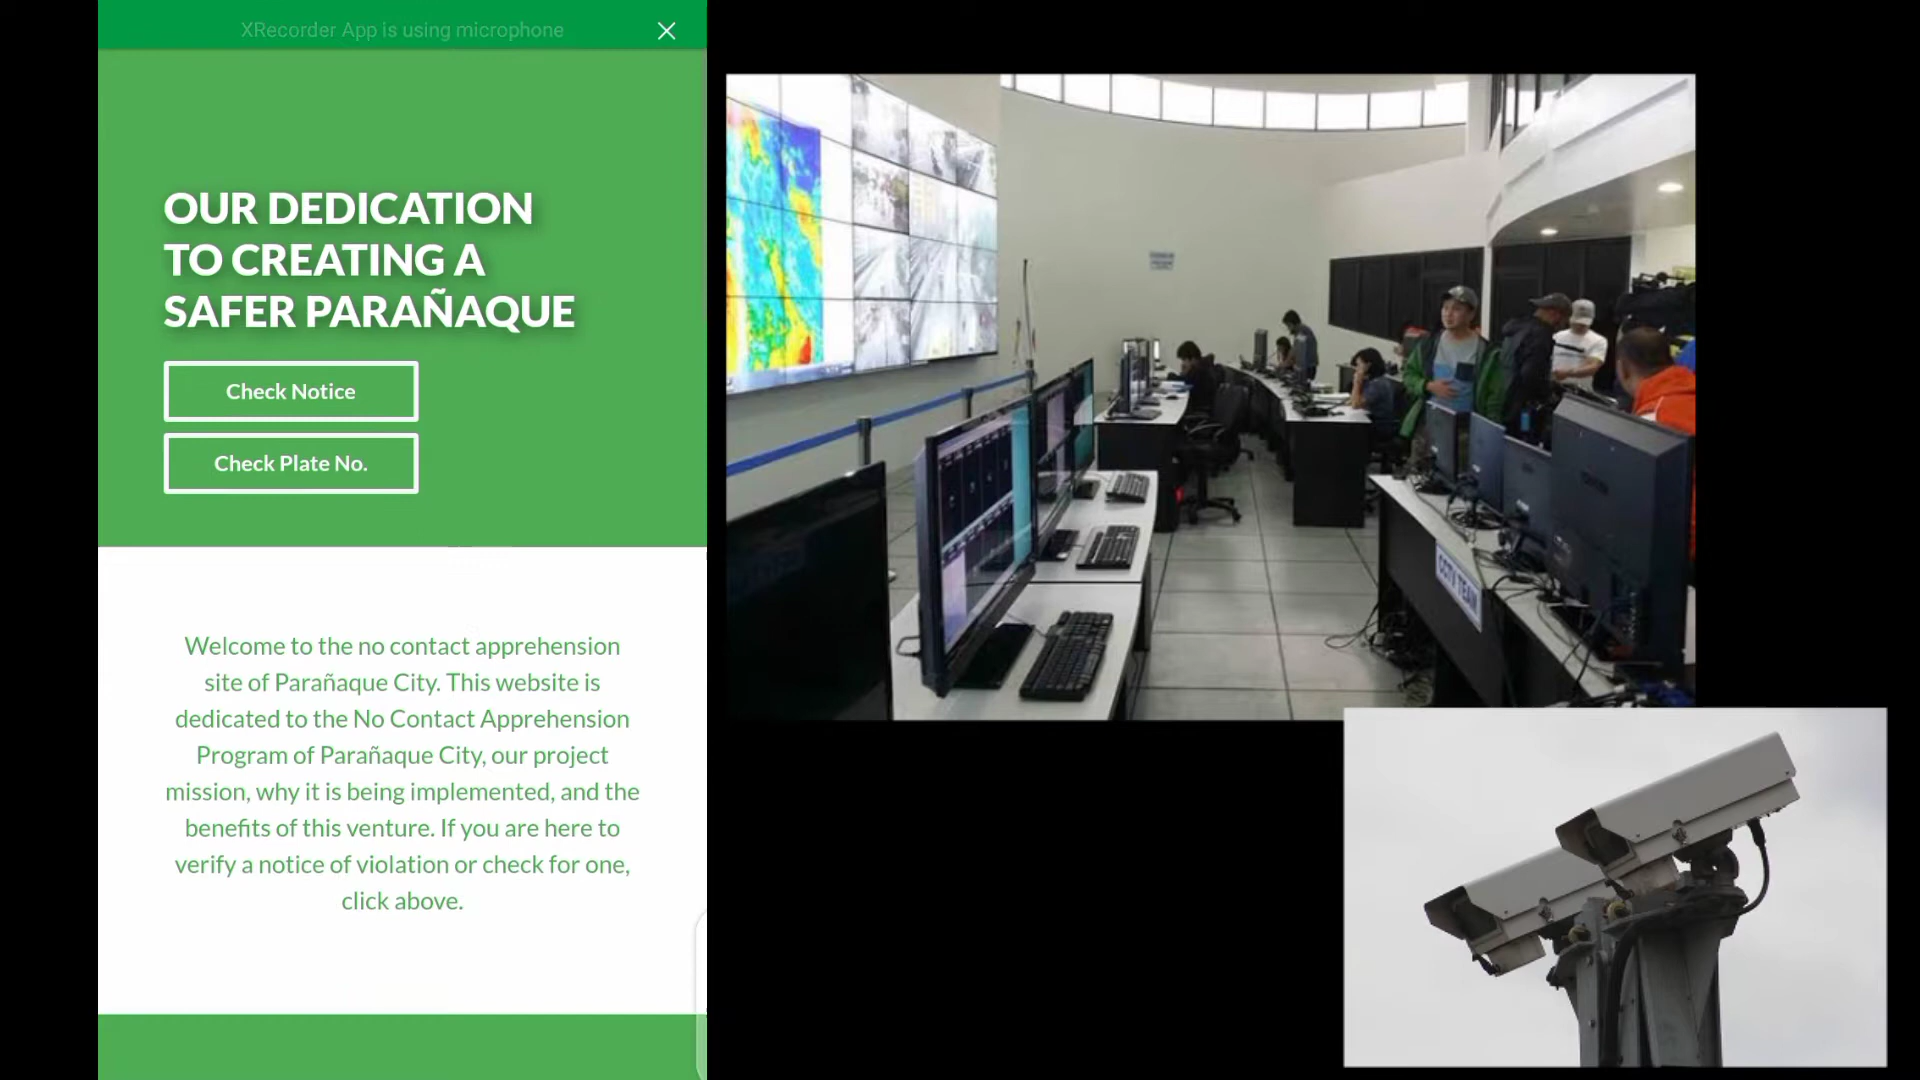 XRecorder App is using microphone
OUR DEDICATION
TO CREATING A
SAFER PARAÑAQUE
Check Notice
Check Plate No.
Welcome to the no contact apprehension
site of Parañaque City. This website is
dedicated to the No Contact Apprehension
Program of Parañaque City, our project
mission, why it is being implemented, and the
benefits of this venture. If you are here to
verify a notice of violation or check for one,
click above.
CCTV TEAM